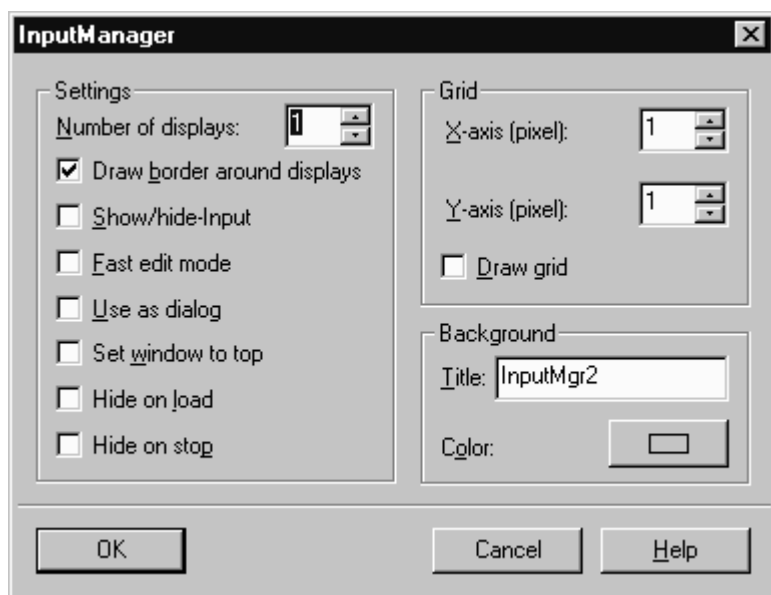 InputManager
Settings
Number of displays: 1
Draw border around displays
Show/hide-Input
Fast edit mode
Use as dialog
Set window to top
Hide on load
Hide on stop
Grid
X-axis (pixel): 1
Y-axis (pixel): 1
Draw grid
Background
Title: InputMgr2
Color:
OK Cancel Help